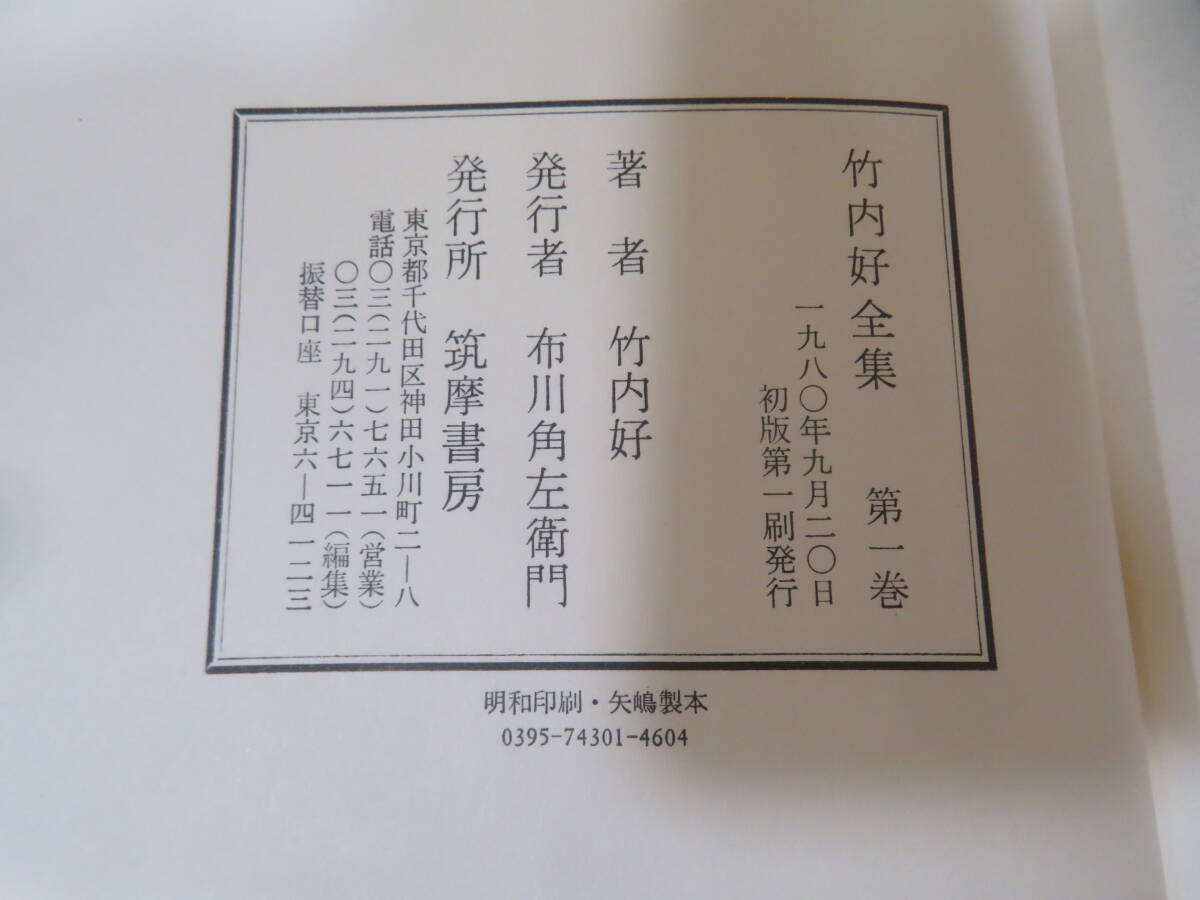 竹内好全集　第一巻
一九八〇年九月二〇日
初版第一刷発行
著者　竹内好
発行者　布川角左衛門
発行所　筑摩書房
東京都千代田区神田小川町二―八
電話〇三(二九一)七六五一(営業)
〇三(二九四)六七一一(編集)
振替口座　東京六―四一二三
明和印刷・矢嶋製本
0395-74301-4604